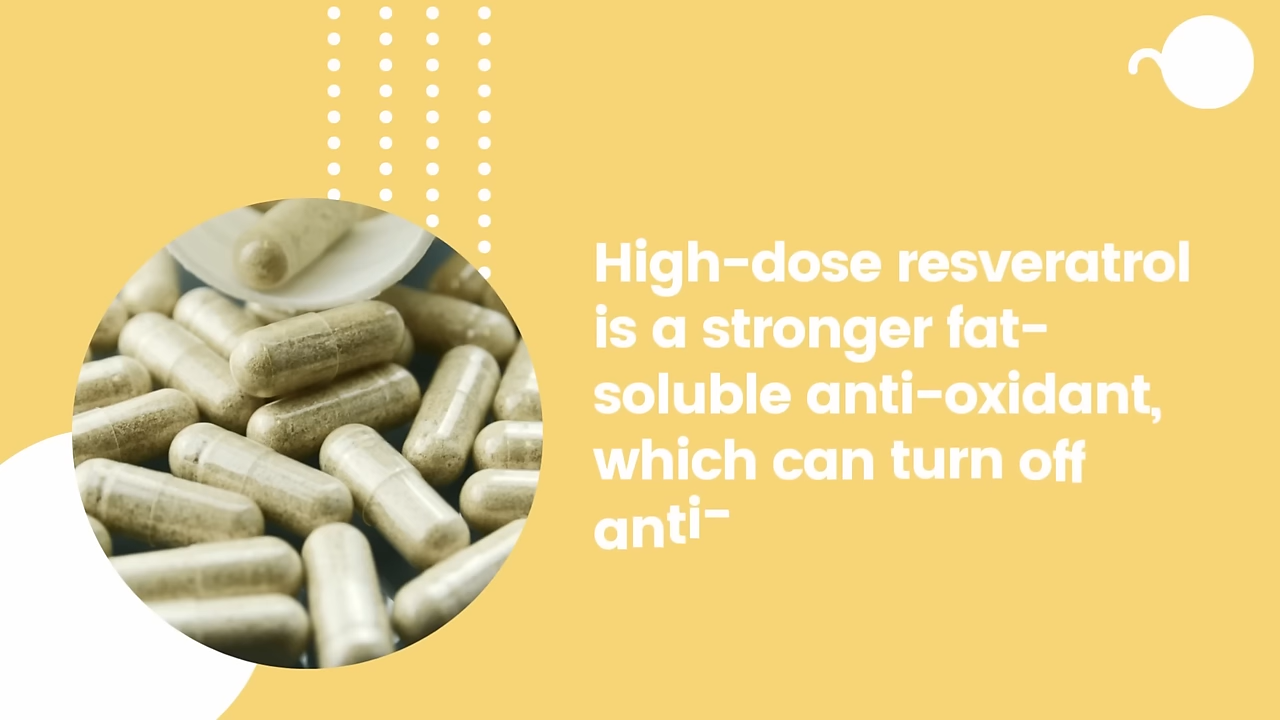 High-dose resveratrol
is a stronger fat-
soluble anti-oxidant,
which can turn off
anti-